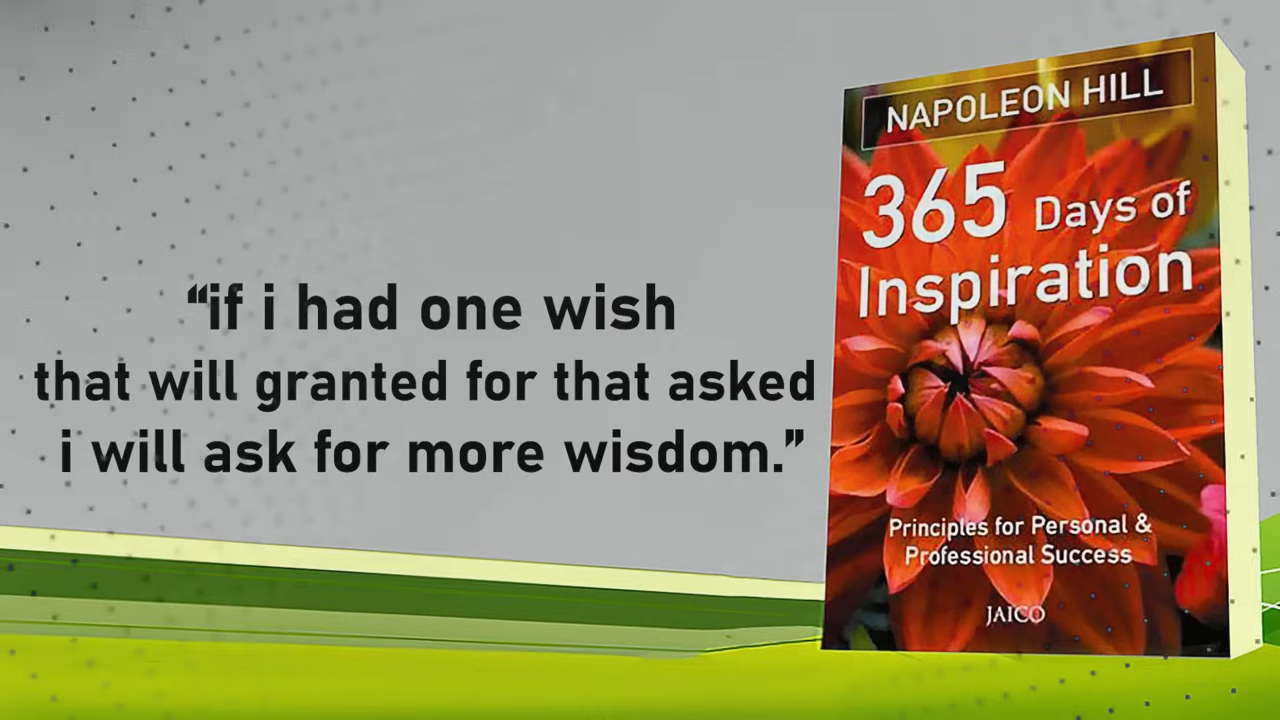 “if i had one wish
that will granted for that asked
i will ask for more wisdom.”
NAPOLEON HILL
365 Days of
Inspiration
Principles for Personal &
Professional Success
JAICO